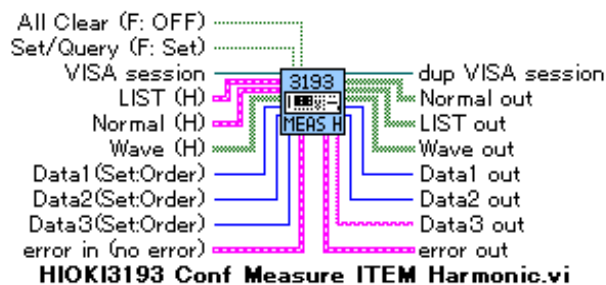 All Clear (F: OFF)
Set/Query (F: Set)
VISA session
LIST (H)
Normal (H)
Wave (H)
Data1(Set:Order)
Data2(Set:Order)
Data3(Set:Order)
error in (no error)
3193
MEAS H
dup VISA session
Normal out
LIST out
Wave out
Data1 out
Data2 out
Data3 out
error out
HIOKI3193 Conf Measure ITEM Harmonic.vi